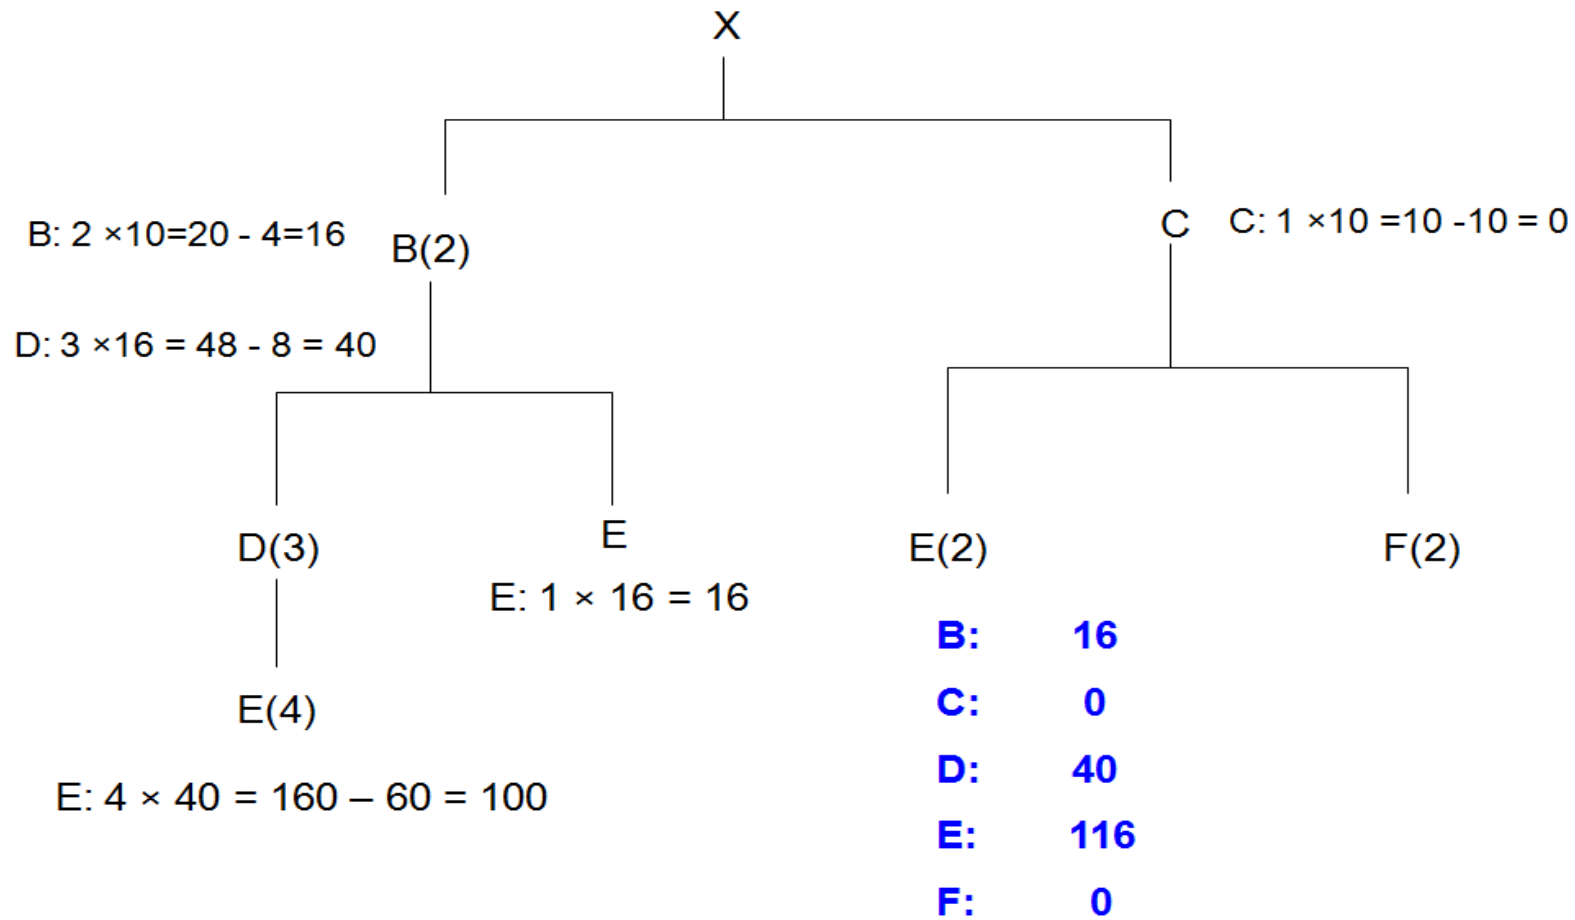 X
B: 2 ×10=20 - 4=16
B(2)
C
C: 1 ×10 =10 -10 = 0
D: 3 ×16 = 48 - 8 = 40
D(3)
E
E(2)
F(2)
E: 1 × 16 = 16
E(4)
E: 4 × 40 = 160 – 60 = 100
B: 16
C: 0
D: 40
E: 116
F: 0